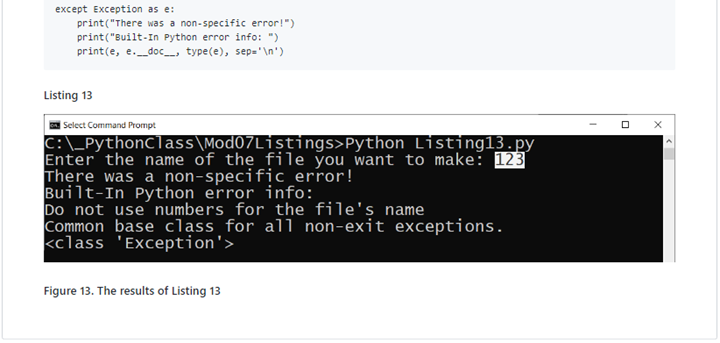 except Exception as e:
    print("There was a non-specific error!")
    print("Built-In Python error info: ")
    print(e, e.__doc__, type(e), sep='\n')
Listing 13
Select Command Prompt
C:\_PythonClass\Mod07Listings>Python Listing13.py
Enter the name of the file you want to make: 123
There was a non-specific error!
Built-In Python error info:
Do not use numbers for the file's name
Common base class for all non-exit exceptions.
<class 'Exception'>
Figure 13. The results of Listing 13